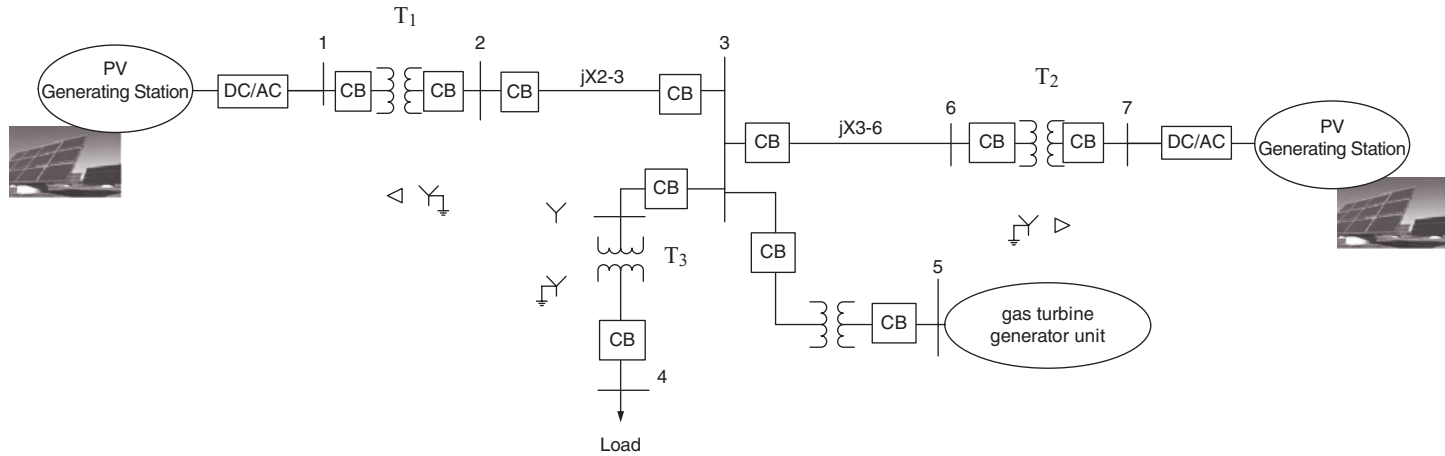 T1
1
2
3
PV
Generating Station
DC/AC
CB
CB
CB
jX2-3
CB
T2
6
7
CB
jX3-6
CB
CB
DC/AC
PV
Generating Station
CB
T3
CB
CB
4
Load
CB
5
gas turbine
generator unit